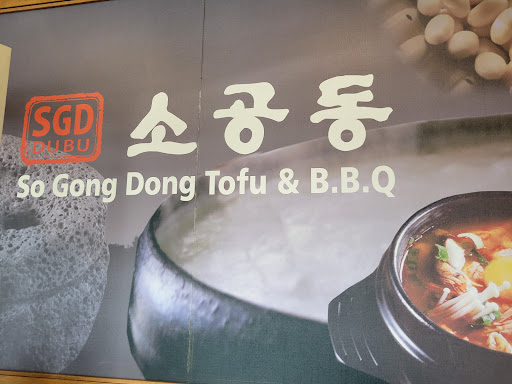 SGD
DUBU
소공동
So Gong Dong Tofu & B.B.Q